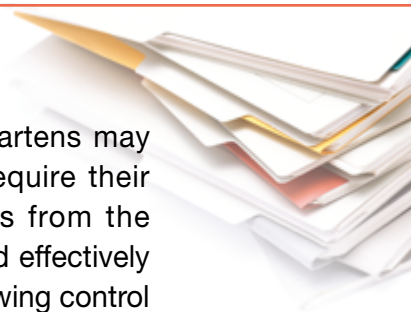 artens may
equire their
s from the
d effectively
wing control